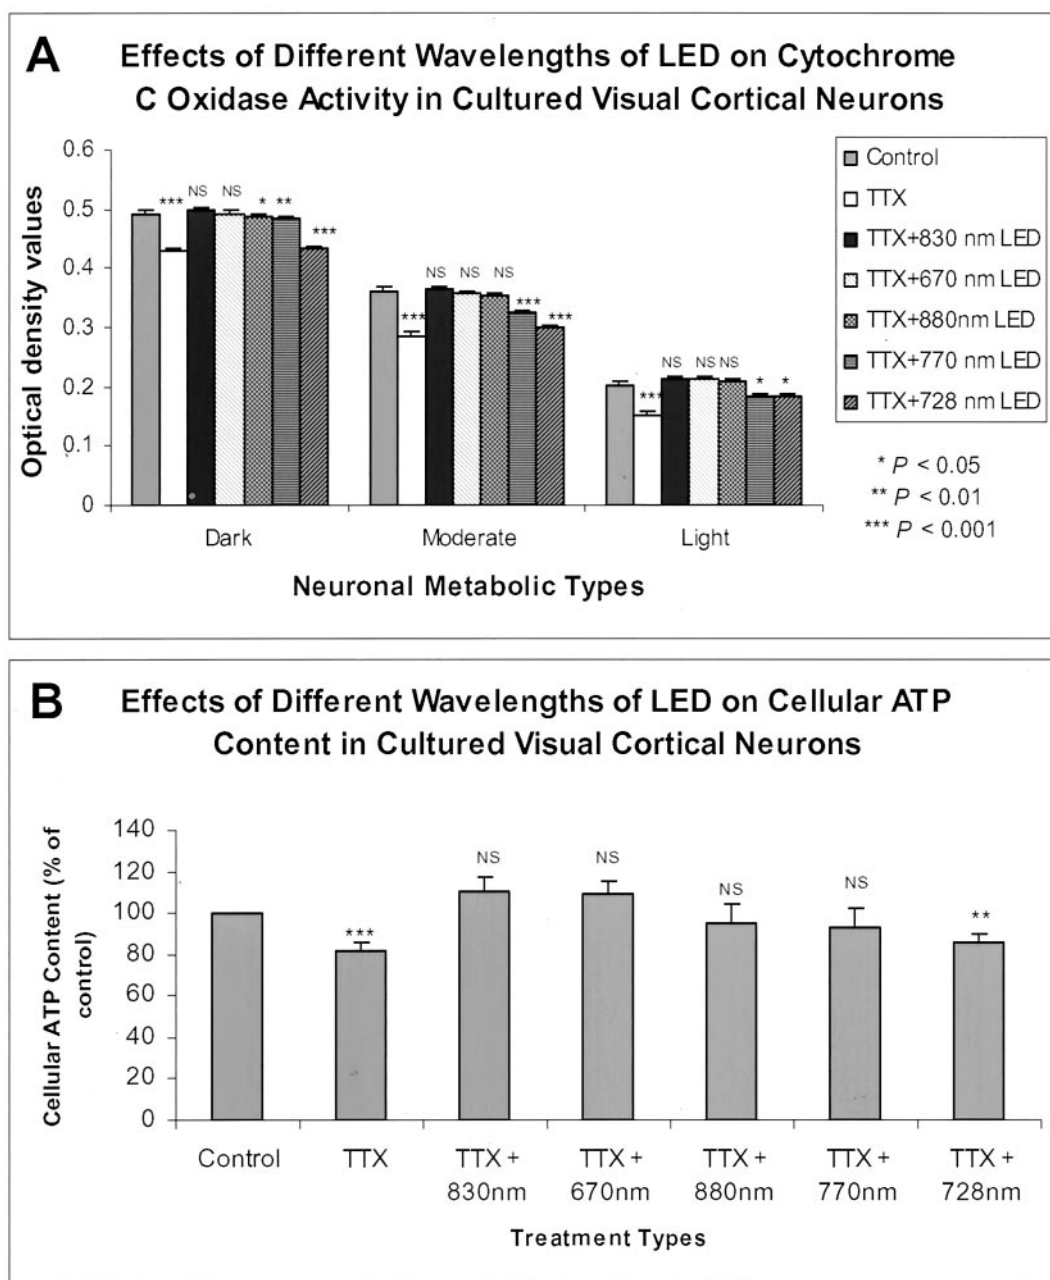 A
Effects of Different Wavelengths of LED on Cytochrome
C Oxidase Activity in Cultured Visual Cortical Neurons
Optical density values
0.6
0.5
0.4
0.3
0.2
0.1
0
*** NS NS * ** ***
*** NS NS NS *** ***
*** NS NS NS * *
Dark Moderate Light
Neuronal Metabolic Types
Control
TTX
TTX+830 nm LED
TTX+670 nm LED
TTX+880nm LED
TTX+770 nm LED
TTX+728 nm LED
* P < 0.05
** P < 0.01
*** P < 0.001
B
Effects of Different Wavelengths of LED on Cellular ATP
Content in Cultured Visual Cortical Neurons
Cellular ATP Content (% of
control)
140
120
100
80
60
40
20
0
*** NS NS NS NS **
Control TTX TTX + TTX + TTX + TTX + TTX +
830nm 670nm 880nm 770nm 728nm
Treatment Types